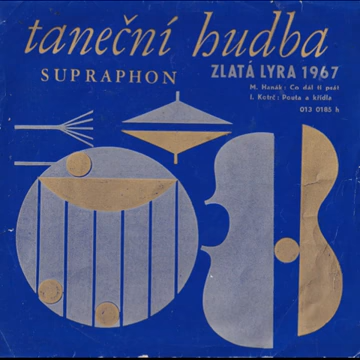 taneční hudba
SUPRAPHON
ZLATÁ LYRA 1967
M. Hanák: Co dál ti psát
I. Kotrč: Pouta a křídla
013 0185 h